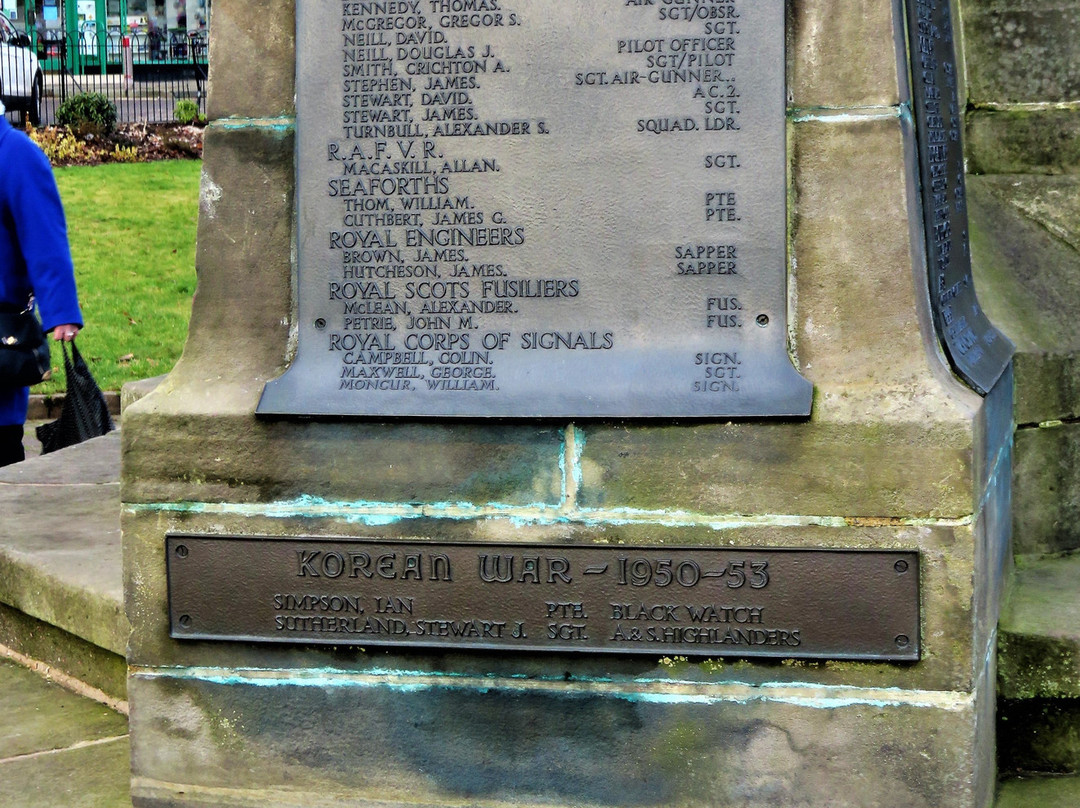 KENNEDY, THOMAS. AIR-GUNNER
McGREGOR, GREGOR S. SGT/OBSR.
NEILL, DAVID. SGT.
NEILL, DOUGLAS J. PILOT OFFICER
SMITH, CRICHTON A. SGT/PILOT
STEPHEN, JAMES. SGT. AIR-GUNNER..
STEWART, DAVID. A.C.2.
STEWART, JAMES. SGT.
TURNBULL, ALEXANDER S. SQUAD. LDR.
R.A.F.V.R.
MACASKILL, ALLAN. SGT.
SEAFORTHS
THOM, WILLIAM. PTE
CUTHBERT, JAMES G. PTE.
ROYAL ENGINEERS
BROWN, JAMES. SAPPER
HUTCHESON, JAMES. SAPPER
ROYAL SCOTS FUSILIERS
McLEAN, ALEXANDER. FUS.
PETRIE, JOHN M. FUS.
ROYAL CORPS OF SIGNALS
CAMPBELL, COLIN. SIGN.
MAXWELL, GEORGE. SGT.
MONCUR, WILLIAM. SIGN.
KOREAN WAR - 1950-53
SIMPSON, IAN PTE. BLACK WATCH
SUTHERLAND, STEWART J. SGT. A.& S. HIGHLANDERS